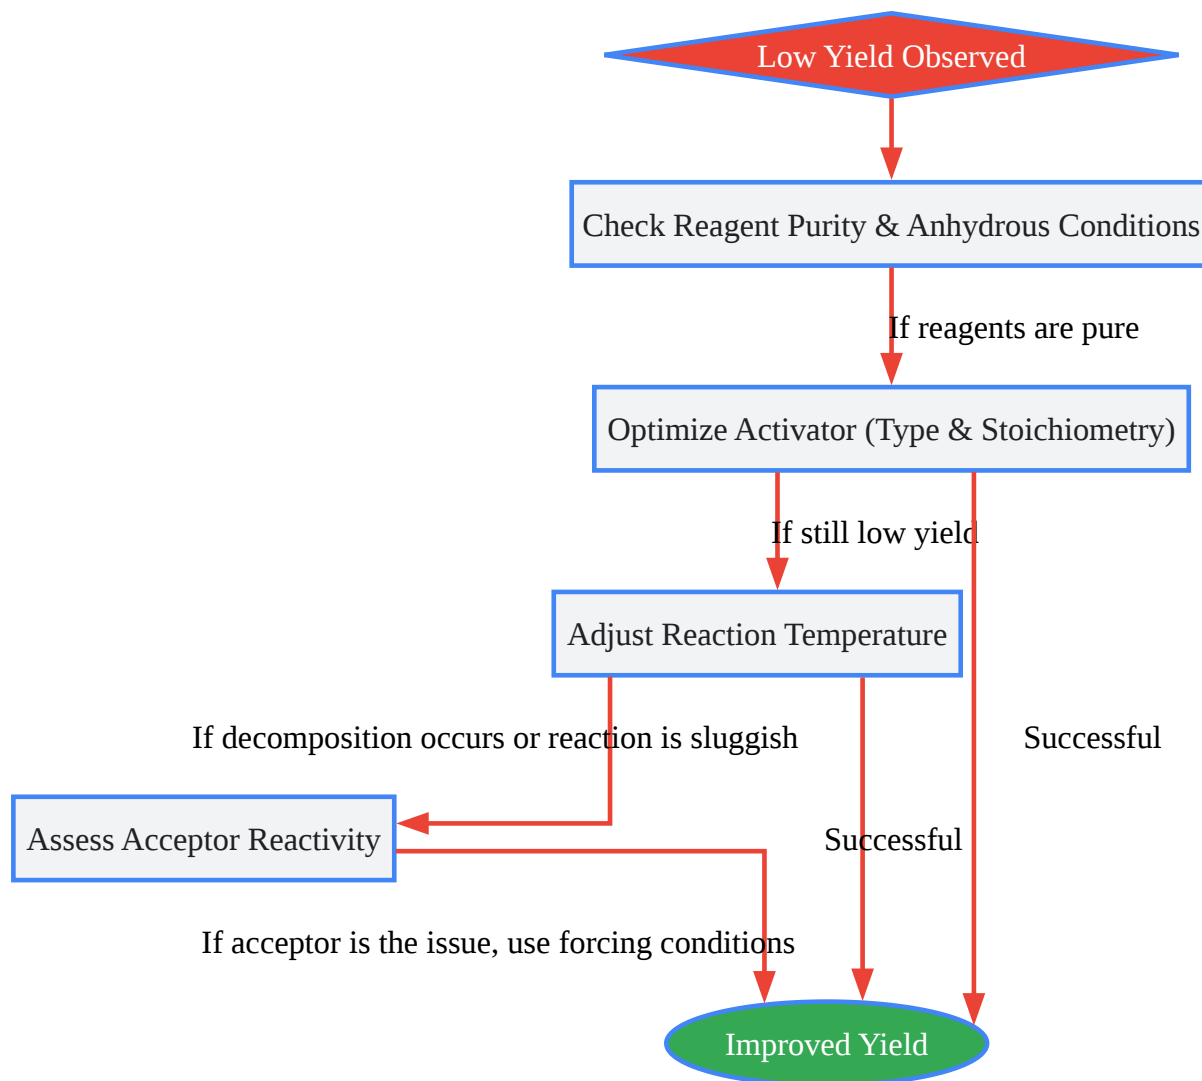 Low Yield Observed
Check Reagent Purity & Anhydrous Conditions
If reagents are pure
Optimize Activator (Type & Stoichiometry)
If still low yield
Adjust Reaction Temperature
If decomposition occurs or reaction is sluggish
Successful
Assess Acceptor Reactivity
Successful
If acceptor is the issue, use forcing conditions
Improved Yield